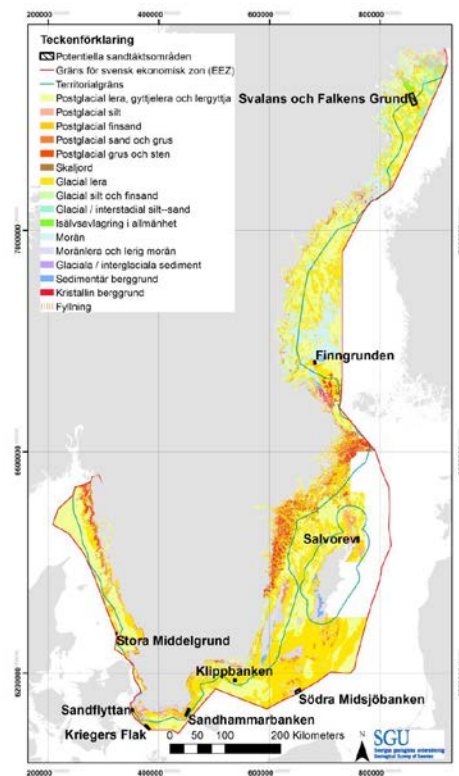 200000 400000 600000 800000
Teckenförklaring
Potentiella sandtäktsområden
Gräns för svensk ekonomisk zon (EEZ)
Territorialgräns
Postglacial lera, gyttjelera och lergyttja
Postglacial silt
Postglacial finsand
Postglacial sand och grus
Postglacial grus och sten
Skaljord
Glacial lera
Glacial silt och finsand
Glacial / interstadial silt--sand
Isälvsavlagring i allmänhet
Morän
Moränlera och lerig morän
Glaciala / interglaciala sediment
Sedimentär berggrund
Kristallin berggrund
Fyllning
Svalans och Falkens Grund
7000000
Finngrunden
6600000
Salvorev
Stora Middelgrund
Klippbanken
6200000
Södra Midsjöbanken
Sandflyttan
Sandhammarbanken
Kriegers Flak
0 50 100 200 Kilometers
N
SGU
Sveriges geologiska undersökning
Geological Survey of Sweden
200000 400000 600000 800000